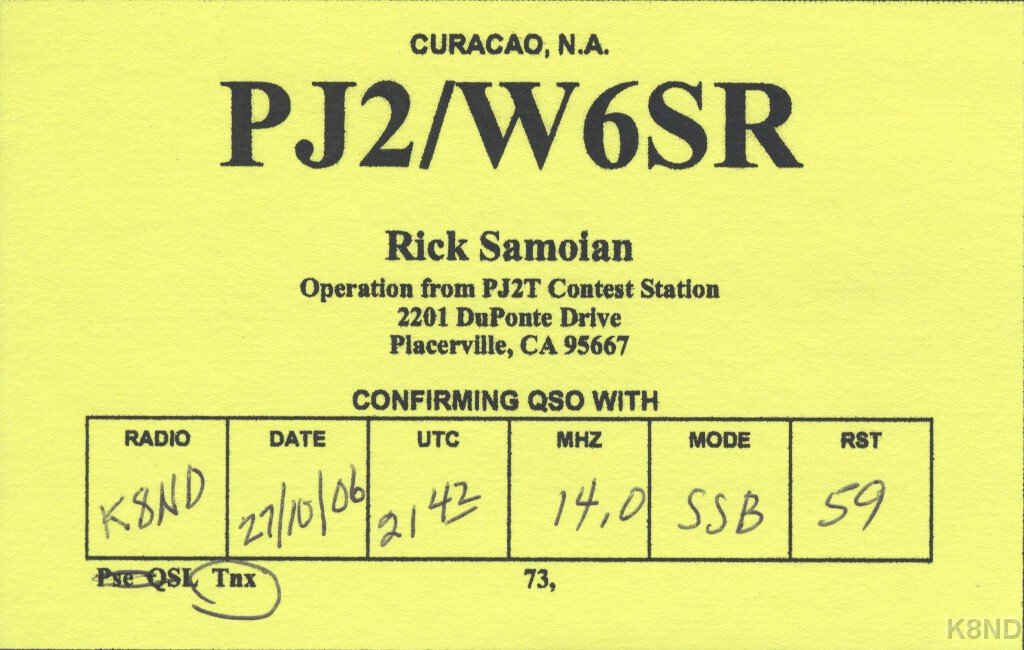 CURACAO, N.A.
PJ2/W6SR
Rick Samoian
Operation from PJ2T Contest Station
2201 DuPonte Drive
Placerville, CA 95667
CONFIRMING QSO WITH
RADIO DATE UTC MHZ MODE RST
K8ND 27/10/06 2142 14.0 SSB 59
Pse QSL Tnx 73,
K8ND